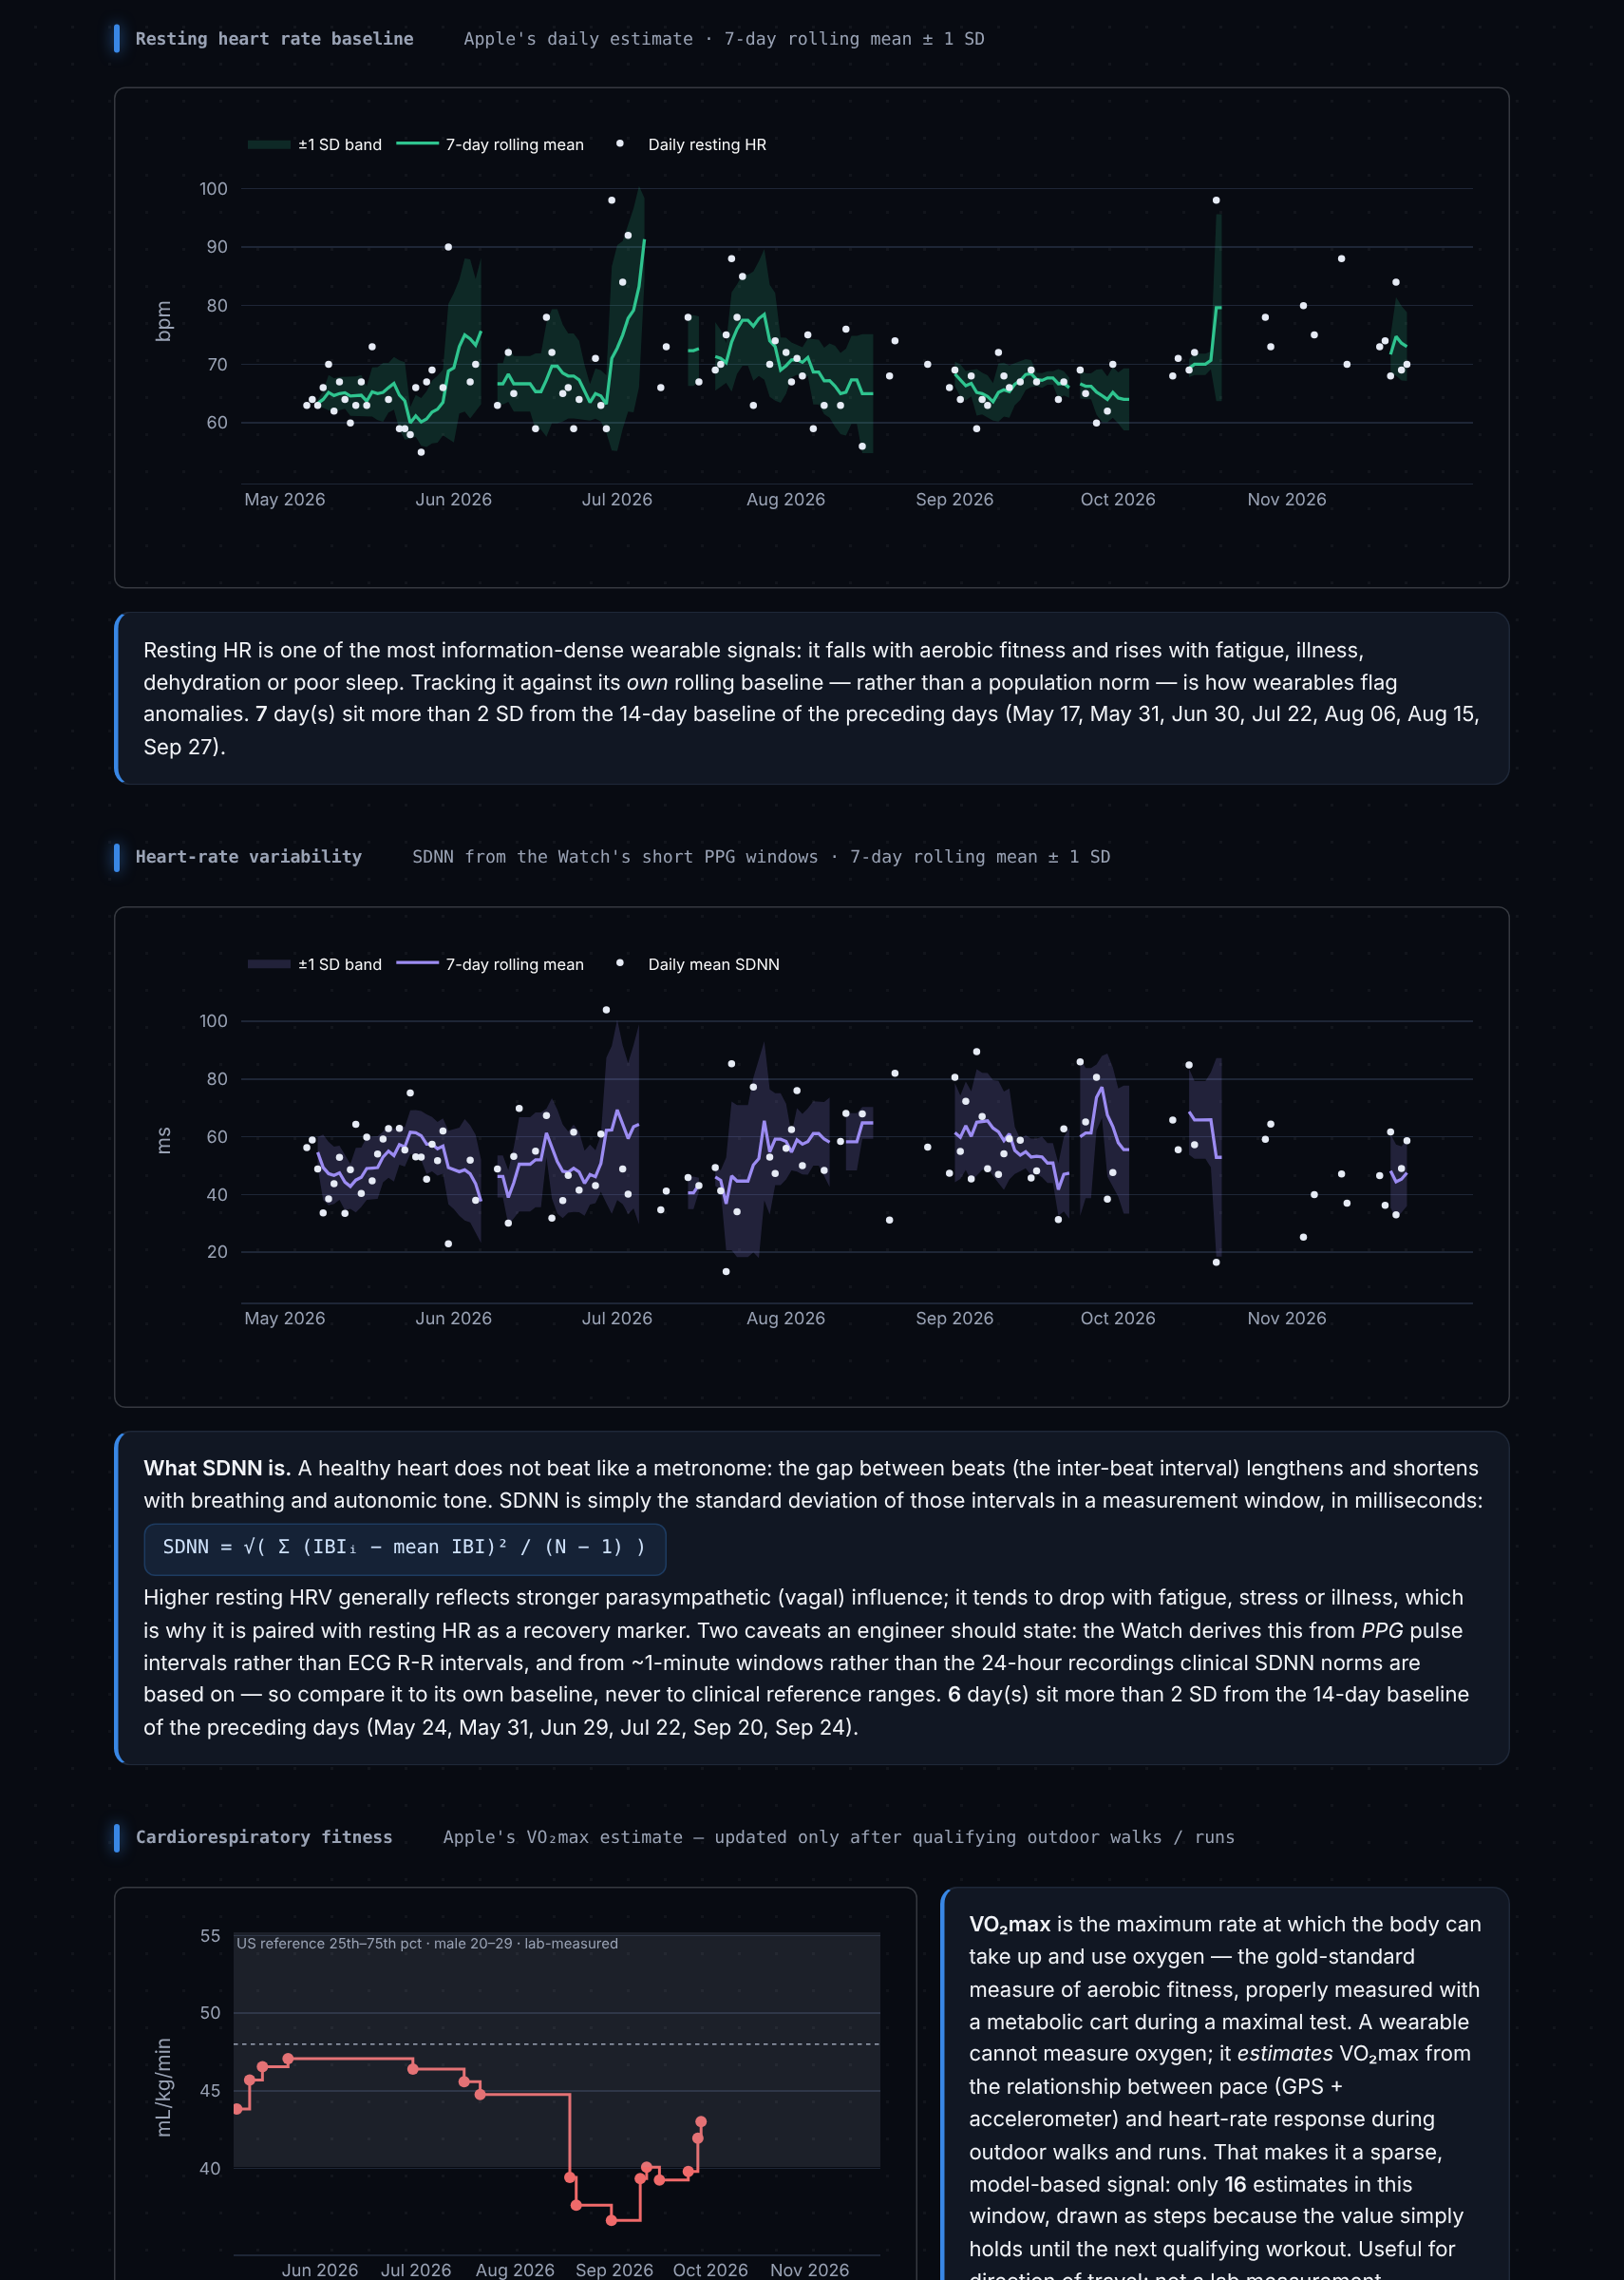 Resting heart rate baseline Apple's daily estimate · 7-day rolling mean ± 1 SD
±1 SD band 7-day rolling mean Daily resting HR
100
90
80
70
60
bpm
May 2026 Jun 2026 Jul 2026 Aug 2026 Sep 2026 Oct 2026 Nov 2026
Resting HR is one of the most information-dense wearable signals: it falls with aerobic fitness and rises with fatigue, illness,
dehydration or poor sleep. Tracking it against its own rolling baseline — rather than a population norm — is how wearables flag
anomalies. 7 day(s) sit more than 2 SD from the 14-day baseline of the preceding days (May 17, May 31, Jun 30, Jul 22, Aug 06, Aug 15,
Sep 27).
Heart-rate variability SDNN from the Watch's short PPG windows · 7-day rolling mean ± 1 SD
±1 SD band 7-day rolling mean Daily mean SDNN
100
80
60
40
20
ms
May 2026 Jun 2026 Jul 2026 Aug 2026 Sep 2026 Oct 2026 Nov 2026
What SDNN is. A healthy heart does not beat like a metronome: the gap between beats (the inter-beat interval) lengthens and shortens
with breathing and autonomic tone. SDNN is simply the standard deviation of those intervals in a measurement window, in milliseconds:
SDNN = √( Σ (IBIᵢ − mean IBI)² / (N − 1) )
Higher resting HRV generally reflects stronger parasympathetic (vagal) influence; it tends to drop with fatigue, stress or illness, which
is why it is paired with resting HR as a recovery marker. Two caveats an engineer should state: the Watch derives this from PPG pulse
intervals rather than ECG R-R intervals, and from ~1-minute windows rather than the 24-hour recordings clinical SDNN norms are
based on — so compare it to its own baseline, never to clinical reference ranges. 6 day(s) sit more than 2 SD from the 14-day baseline
of the preceding days (May 24, May 31, Jun 29, Jul 22, Sep 20, Sep 24).
Cardiorespiratory fitness Apple's VO₂max estimate — updated only after qualifying outdoor walks / runs
US reference 25th–75th pct · male 20–29 · lab-measured
55
50
45
40
mL/kg/min
Jun 2026 Jul 2026 Aug 2026 Sep 2026 Oct 2026 Nov 2026
VO₂max is the maximum rate at which the body can
take up and use oxygen — the gold-standard
measure of aerobic fitness, properly measured with
a metabolic cart during a maximal test. A wearable
cannot measure oxygen; it estimates VO₂max from
the relationship between pace (GPS +
accelerometer) and heart-rate response during
outdoor walks and runs. That makes it a sparse,
model-based signal: only 16 estimates in this
window, drawn as steps because the value simply
holds until the next qualifying workout. Useful for